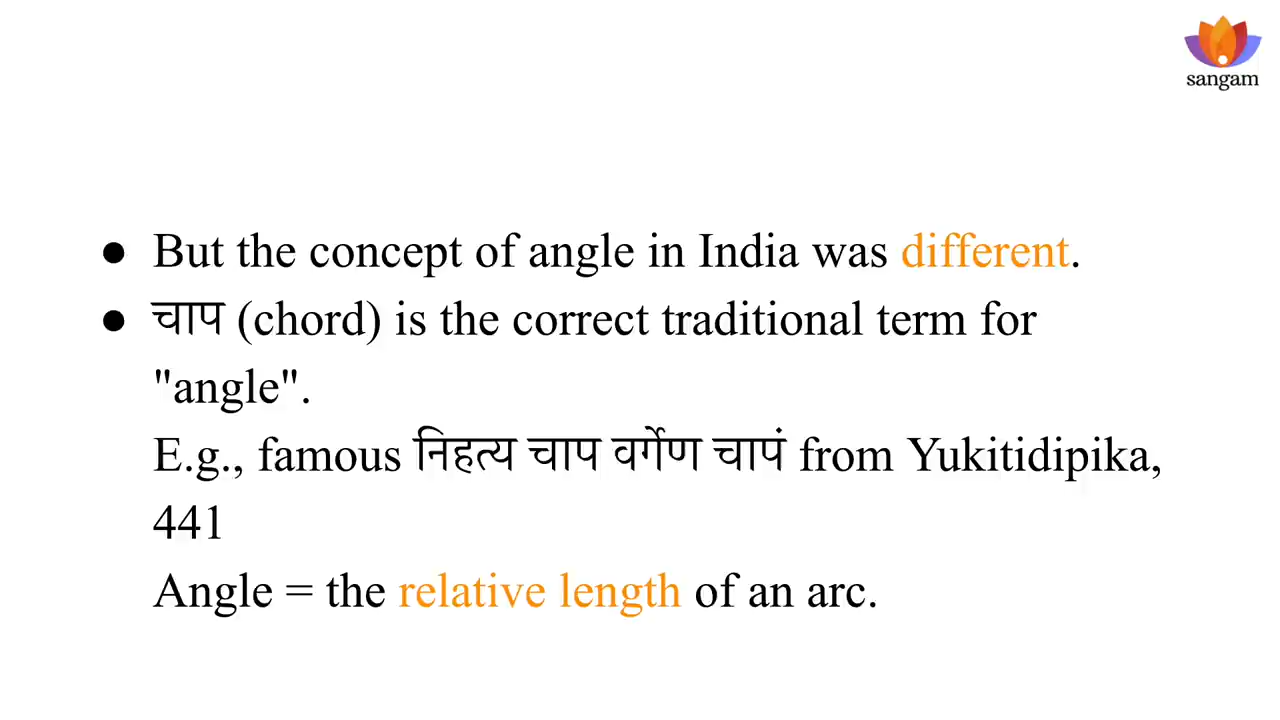 sangam
● But the concept of angle in India was different.
● चाप (chord) is the correct traditional term for
"angle".
E.g., famous निहत्य चाप वर्गेण चापं from Yukitidipika,
441
Angle = the relative length of an arc.